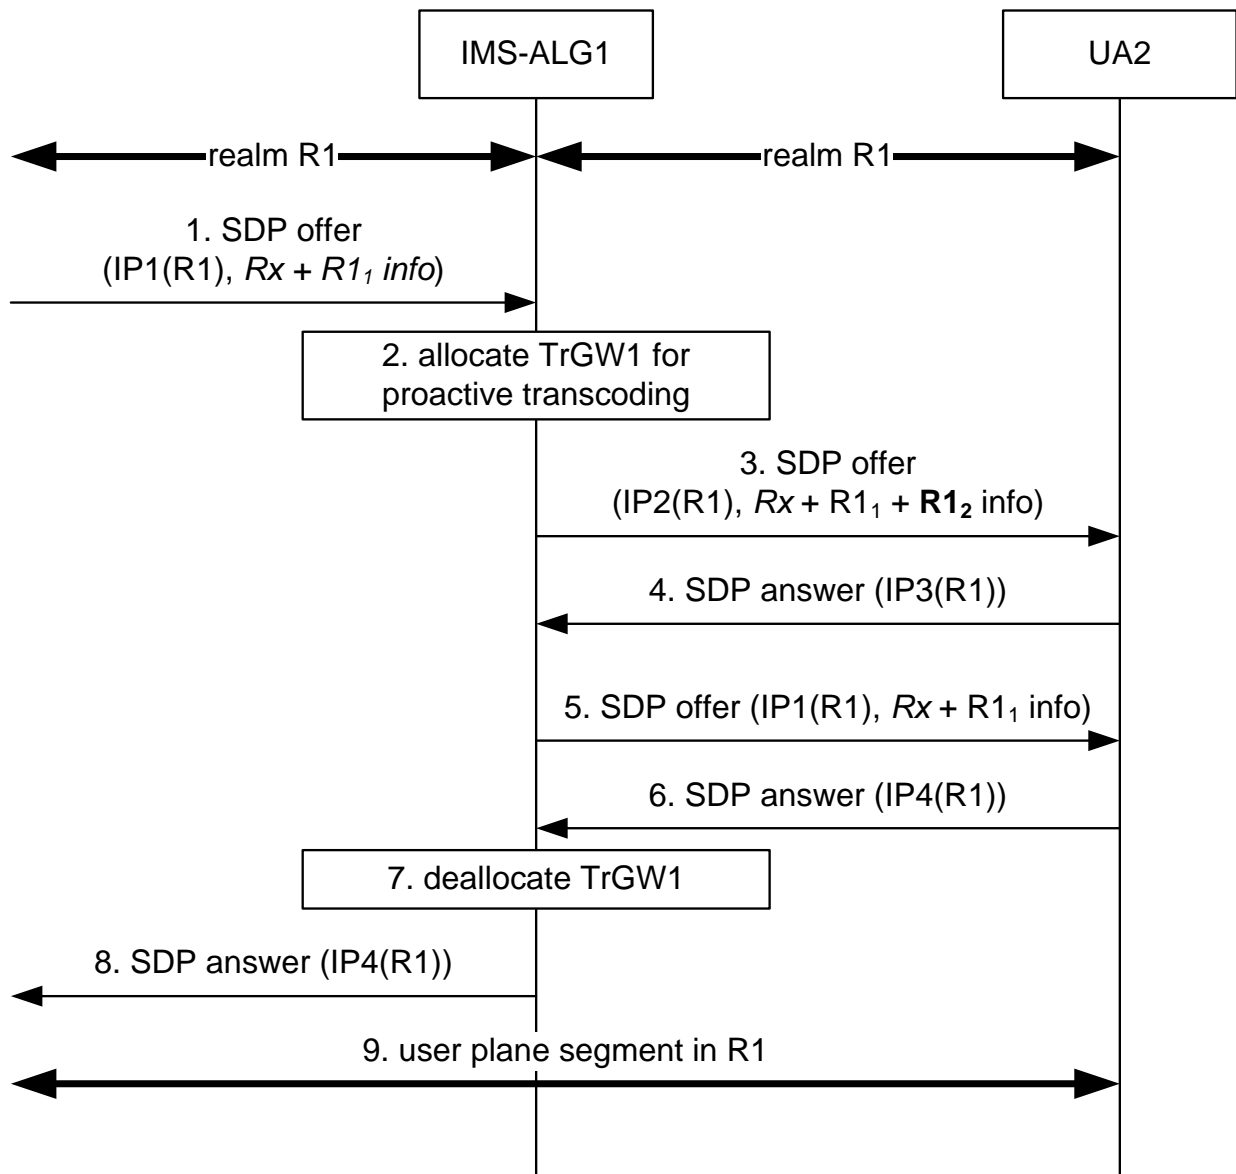 IMS-ALG1
UA2
realm R1
realm R1
1. SDP offer
(IP1(R1), Rx + R1₁ info)
2. allocate TrGW1 for
proactive transcoding
3. SDP offer
(IP2(R1), Rx + R1₁ + R1₂ info)
4. SDP answer (IP3(R1))
5. SDP offer (IP1(R1), Rx + R1₁ info)
6. SDP answer (IP4(R1))
7. deallocate TrGW1
8. SDP answer (IP4(R1))
9. user plane segment in R1